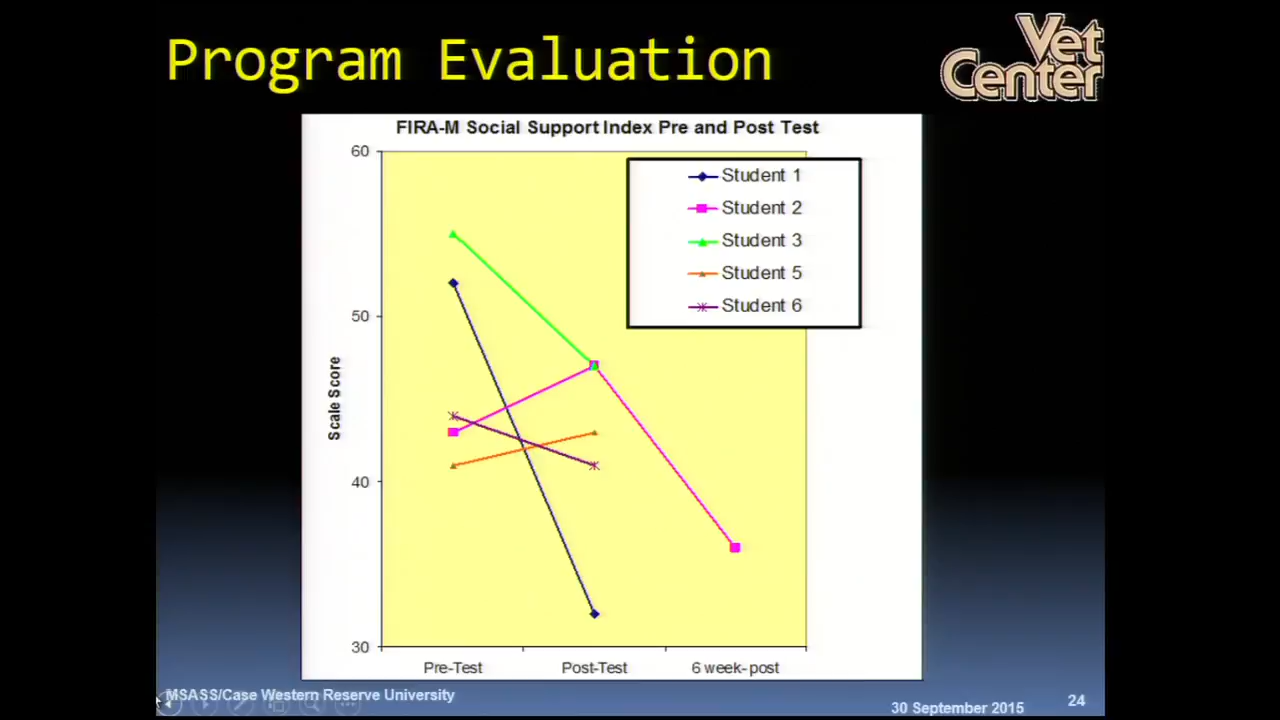 Program Evaluation
Vet
Center
FIRA-M Social Support Index Pre and Post Test
60
50
40
30
Scale Score
Student 1
Student 2
Student 3
Student 5
Student 6
Pre-Test
Post-Test
6 week-post
MSASS/Case Western Reserve University
30 September 2015
24